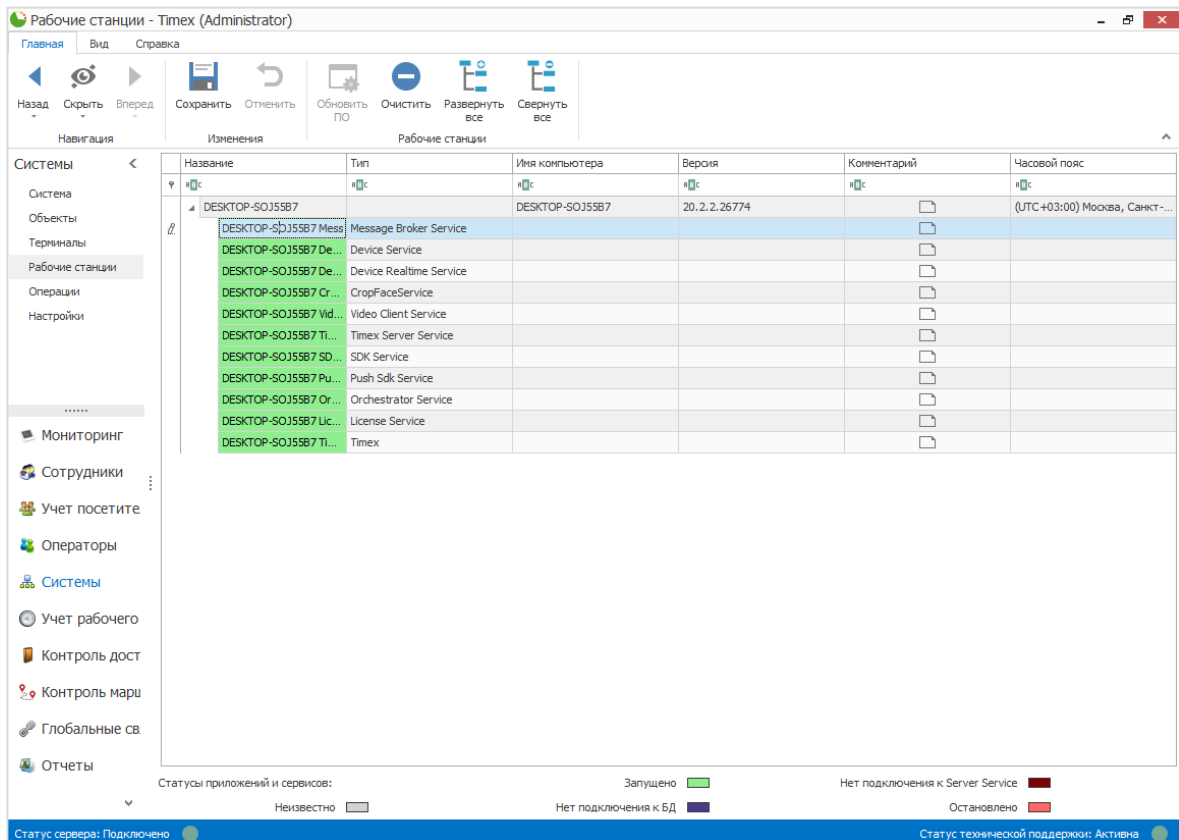 Рабочие станции - Timex (Administrator)
Главная Вид Справка
Назад Скрыть Вперед Сохранить Отменить Обновить ПО Очистить Развернуть все Свернуть все
Навигация Изменения Рабочие станции
Системы
Система
Объекты
Терминалы
Рабочие станции
Операции
Настройки
Мониторинг
Сотрудники
Учет посетите
Операторы
Системы
Учет рабочего
Контроль дост
Контроль марш
Глобальные св
Отчеты
Название Тип Имя компьютера Версия Комментарий Часовой пояс
DESKTOP-SOJ55B7 DESKTOP-SOJ55B7 20.2.2.26774 (UTC+03:00) Москва, Санкт-...
DESKTOP-SOJ55B7 Mess Message Broker Service
DESKTOP-SOJ55B7 De... Device Service
DESKTOP-SOJ55B7 De... Device Realtime Service
DESKTOP-SOJ55B7 Cr... CropFaceService
DESKTOP-SOJ55B7 Vid... Video Client Service
DESKTOP-SOJ55B7 Ti... Timex Server Service
DESKTOP-SOJ55B7 SD... SDK Service
DESKTOP-SOJ55B7 Pu... Push Sdk Service
DESKTOP-SOJ55B7 Or... Orchestrator Service
DESKTOP-SOJ55B7 Lic... License Service
DESKTOP-SOJ55B7 Ti... Timex
Статусы приложений и сервисов: Запущено Нет подключения к Server Service
Неизвестно Нет подключения к БД Остановлено
Статус сервера: Подключено Статус технической поддержки: Активна